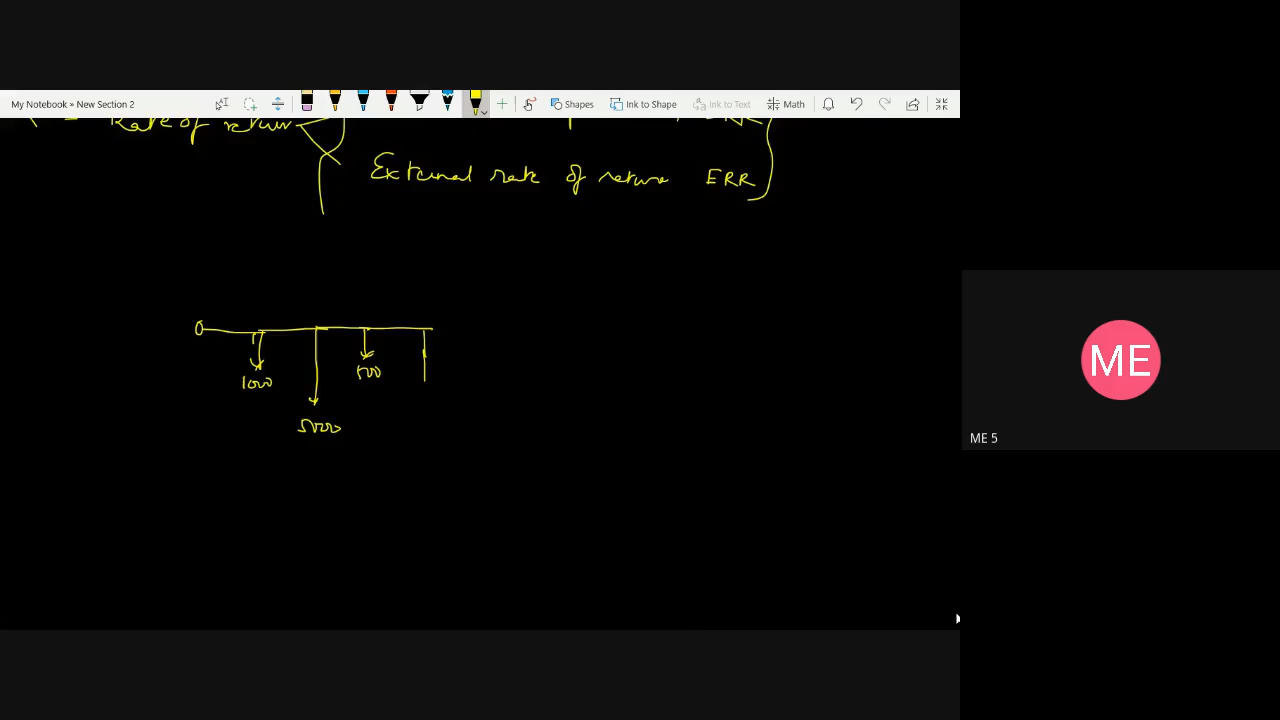 My Notebook » New Section 2
Shapes Ink to Shape Ink to Text Math
= Rate of return
External rate of return ERR
0
1000
500
5000
ME
ME 5